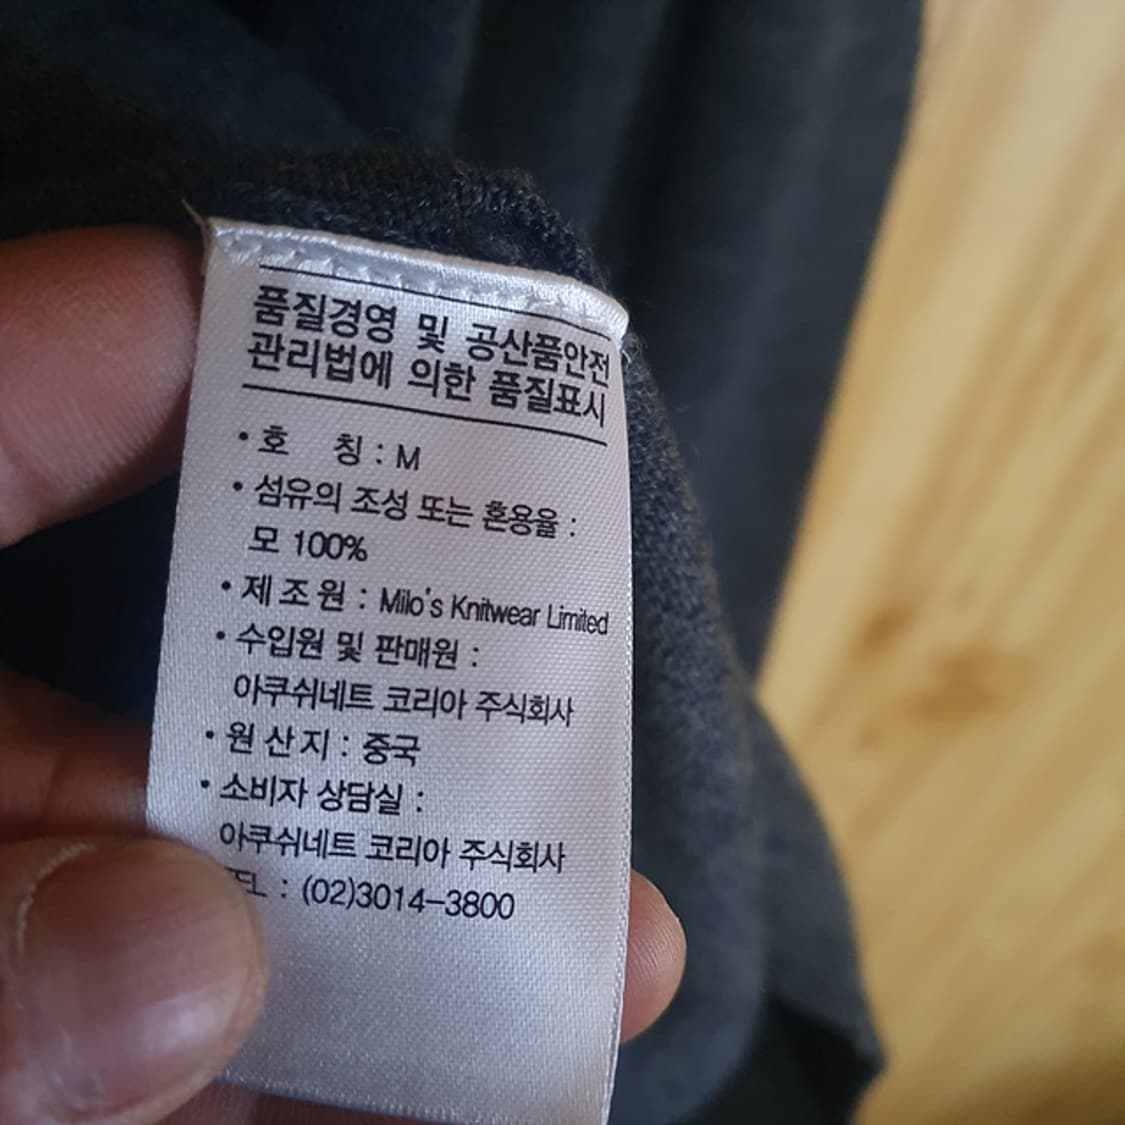 품질경영 및 공산품안전
관리법에 의한 품질표시
• 호 칭 : M
• 섬유의 조성 또는 혼용율 :
모 100%
• 제 조 원 : Milo's Knitwear Limited
• 수입원 및 판매원 :
아쿠쉬네트 코리아 주식회사
• 원 산 지 : 중국
• 소비자 상담실 :
아쿠쉬네트 코리아 주식회사
TEL : (02)3014-3800